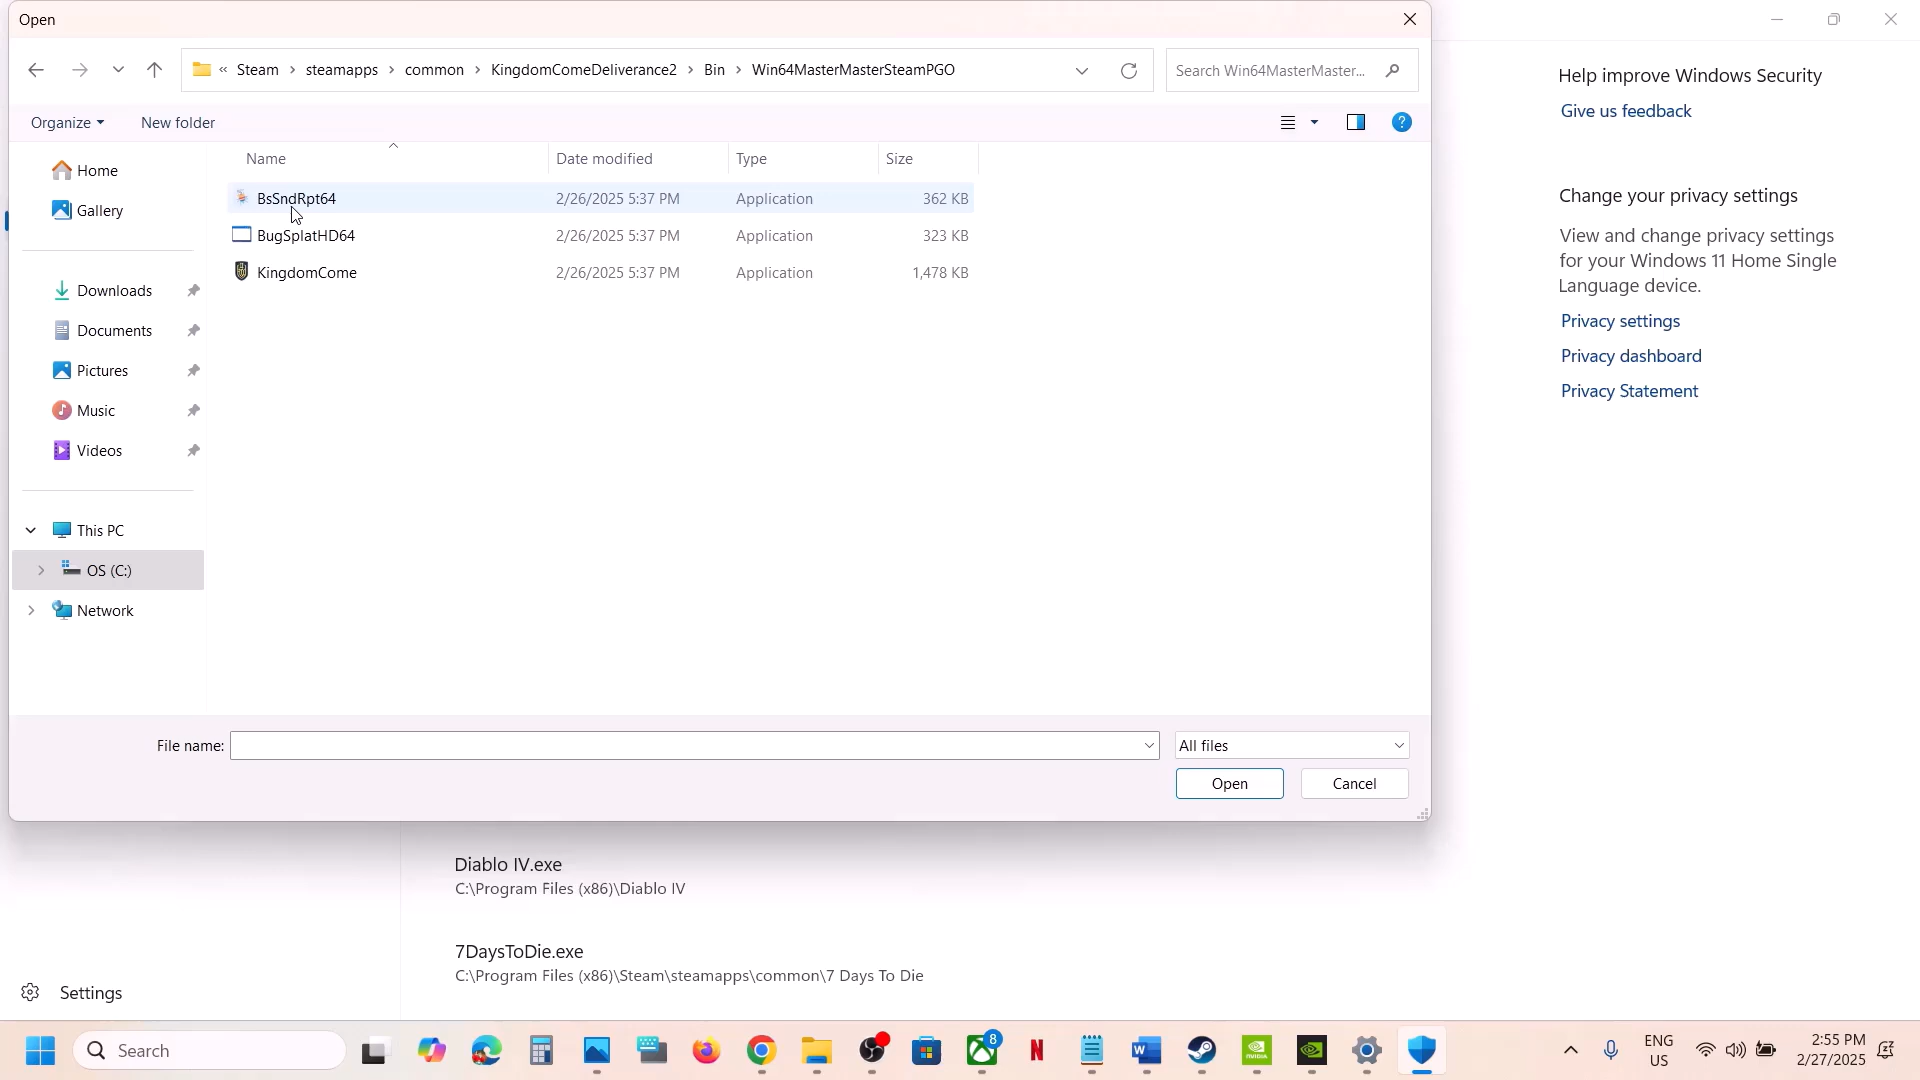 Open
« Steam > steamapps > common > KingdomComeDeliverance2 > Bin > Win64MasterMasterSteamPGO
Search Win64MasterMaster...
Organize
New folder
Name
Date modified
Type
Size
Home
Gallery
Downloads
Documents
Pictures
Music
Videos
This PC
OS (C:)
Network
BsSndRpt64 2/26/2025 5:37 PM Application 362 KB
BugSplatHD64 2/26/2025 5:37 PM Application 323 KB
KingdomCome 2/26/2025 5:37 PM Application 1,478 KB
File name:
All files
Open
Cancel
Help improve Windows Security
Give us feedback
Change your privacy settings
View and change privacy settings
for your Windows 11 Home Single
Language device.
Privacy settings
Privacy dashboard
Privacy Statement
Diablo IV.exe
C:\Program Files (x86)\Diablo IV
7DaysToDie.exe
C:\Program Files (x86)\Steam\steamapps\common\7 Days To Die
Settings
Search
8
ENG
US
2:55 PM
2/27/2025